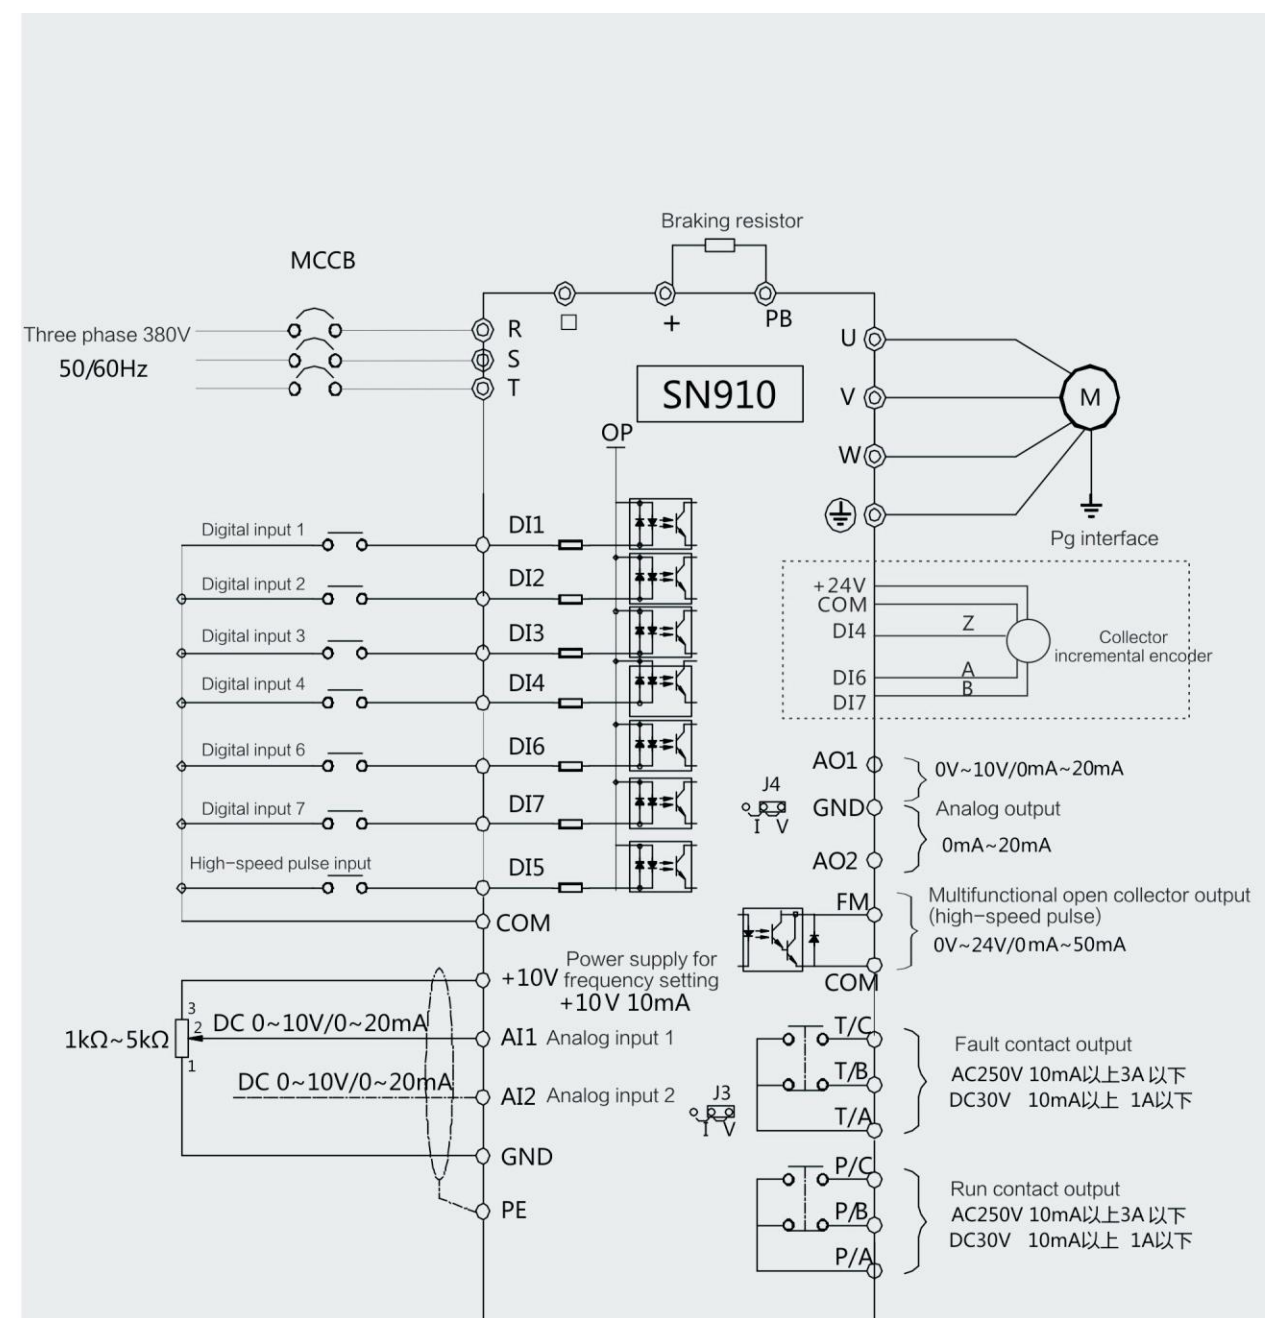 Braking resistor
MCCB
Three phase 380V
50/60Hz
R
S
T
□
+
PB
U
V
W
M
SN910
OP
Pg interface
Digital input 1
DI1
Digital input 2
DI2
Digital input 3
DI3
Digital input 4
DI4
Digital input 6
DI6
Digital input 7
DI7
High-speed pulse input
DI5
COM
+24V
COM
DI4
Z
DI6
A
DI7
B
Collector
incremental encoder
AO1
0V~10V/0mA~20mA
J4
I V
GND
Analog output
AO2
0mA~20mA
FM
Multifunctional open collector output
(high-speed pulse)
0V~24V/0mA~50mA
COM
+10V
Power supply for
frequency setting
+10V 10mA
3
2
1
1kΩ~5kΩ
DC 0~10V/0~20mA
AI1 Analog input 1
DC 0~10V/0~20mA
AI2 Analog input 2
J3
I V
GND
PE
T/C
T/B
T/A
Fault contact output
AC250V 10mA以上3A以下
DC30V 10mA以上 1A以下
P/C
P/B
P/A
Run contact output
AC250V 10mA以上3A以下
DC30V 10mA以上 1A以下